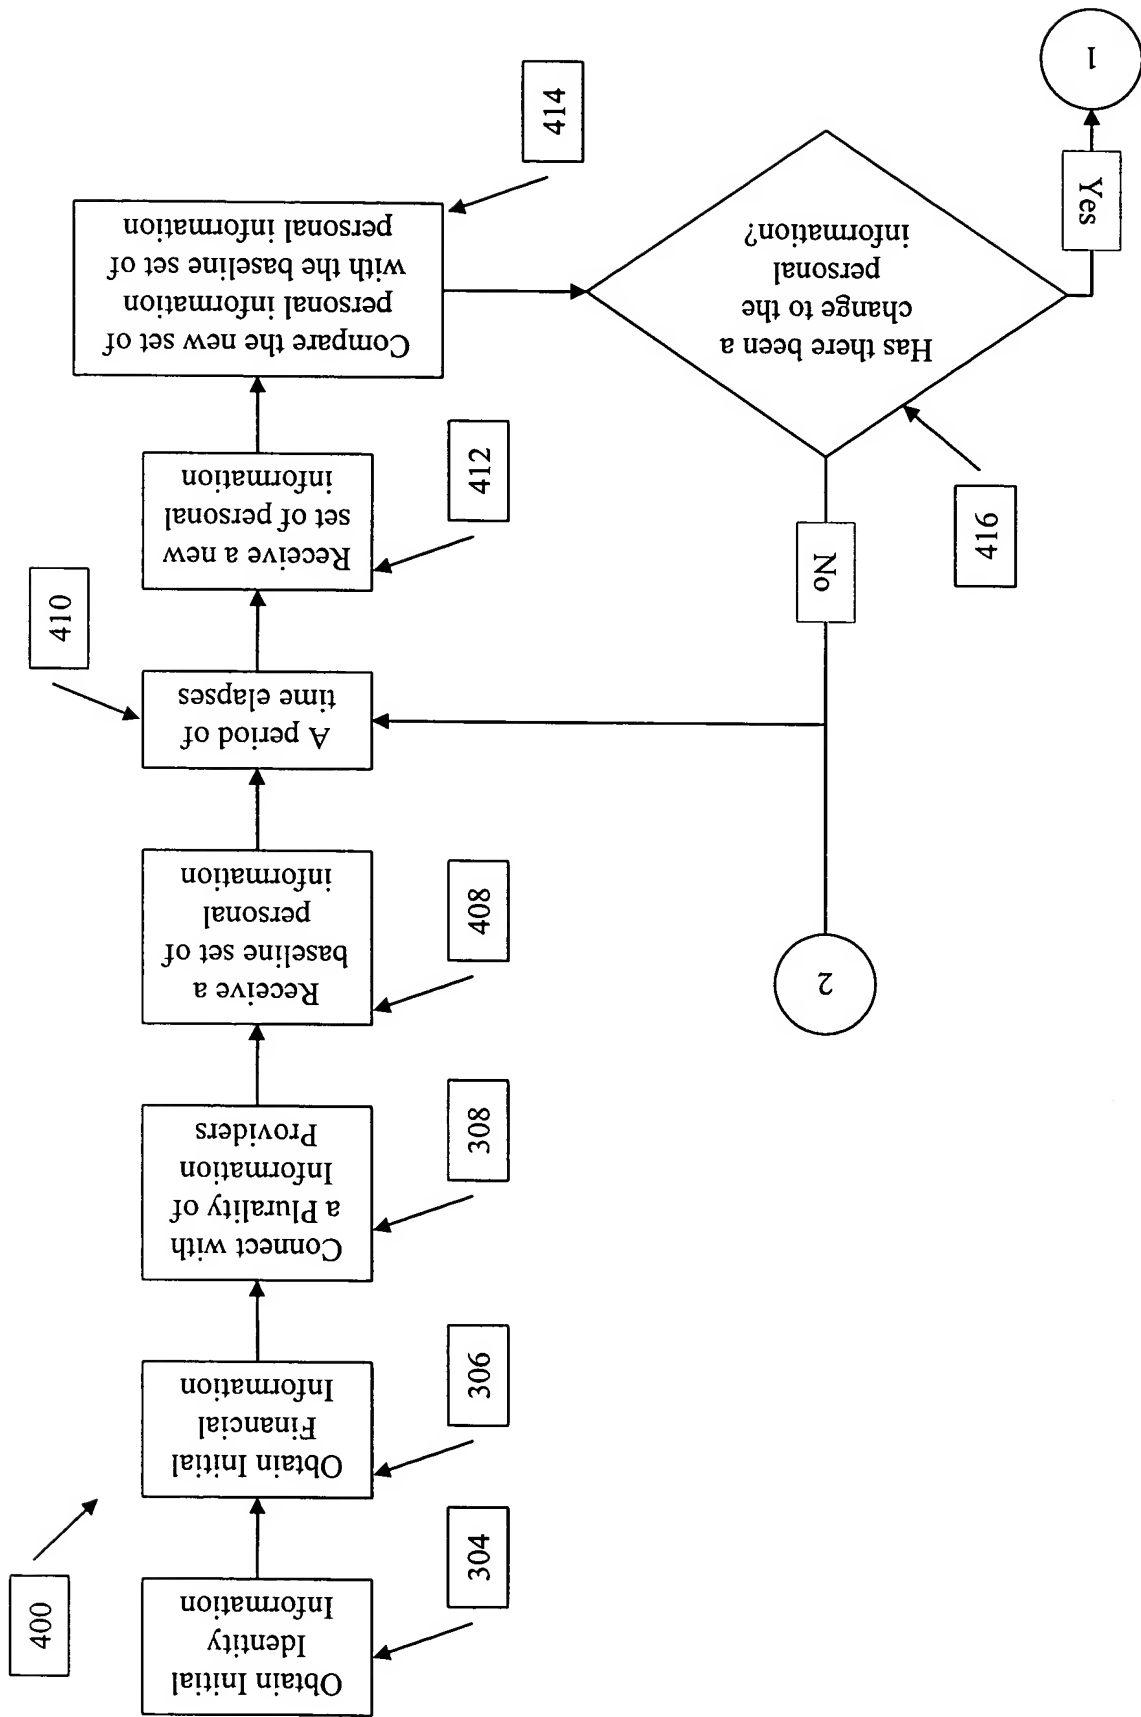 400
Obtain Initial
Identity
Information
304
Obtain Initial
Financial
Information
306
Connect with
a Plurality of
Information
Providers
308
Receive a
baseline set of
personal
information
408
A period of
time elapses
410
Receive a new
set of personal
information
412
Compare the new set of
personal information
with the baseline set of
personal information
414
Has there been a
change to the
personal
information?
416
No
Yes
1
2